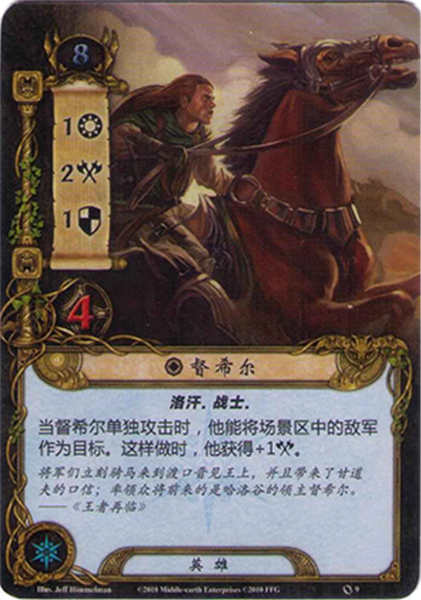 8
1
2
1
4
督希尔
洛汗. 战士.
当督希尔单独攻击时，他能将场景区中的敌军
作为目标。这样做时，他获得+1。
将军们立刻骑马来到渡口晋见王上，并且带来了甘道
夫的口信；率领众将前来的是哈洛谷的领主督希尔。
——《王者再临》
英雄
Illus. Jeff Himmelman
©2010 Middle-earth Enterprises ©2010 FFG
9